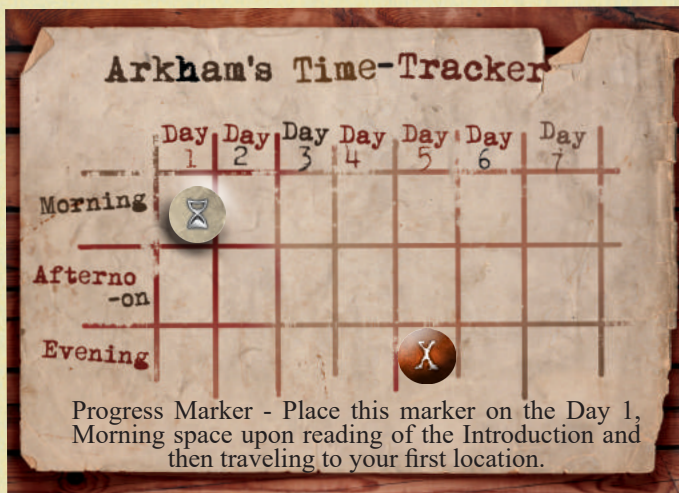 Arkham's Time-Tracker
Day Day Day Day Day Day Day
1 2 3 4 5 6 7
Morning
Afterno
-on
X
Evening
Progress Marker - Place this marker on the Day 1,
Morning space upon reading of the Introduction and
then traveling to your first location.